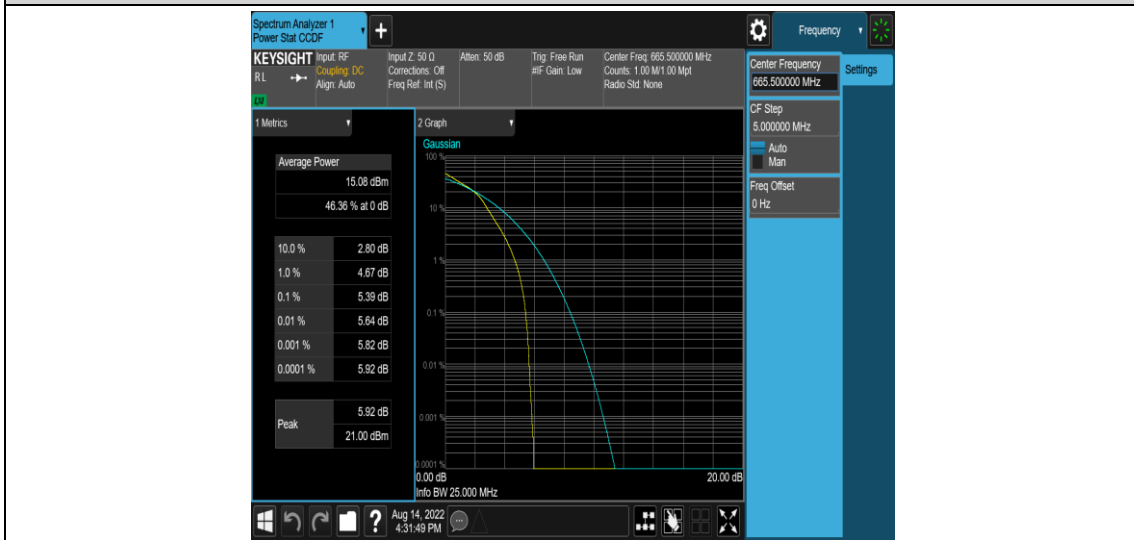 Spectrum Analyzer 1
Power Stat CCDF
+
Frequency
KEYSIGHT
RL
LXI
Input: RF
Coupling: DC
Align: Auto
Input Z: 50 Ω
Corrections: Off
Freq Ref: Int (S)
Atten: 50 dB
Trig: Free Run
#IF Gain: Low
Center Freq: 665.500000 MHz
Counts: 1.00 M/1.00 Mpt
Radio Std: None
Center Frequency
665.500000 MHz
Settings
CF Step
5.000000 MHz
Auto
Man
Freq Offset
0 Hz
1 Metrics
Average Power
15.08 dBm
46.36 % at 0 dB
10.0 % 2.80 dB
1.0 % 4.67 dB
0.1 % 5.39 dB
0.01 % 5.64 dB
0.001 % 5.82 dB
0.0001 % 5.92 dB
Peak
5.92 dB
21.00 dBm
2 Graph
Gaussian
100 %
10 %
1 %
0.1 %
0.01 %
0.001 %
0.0001 %
0.00 dB 20.00 dB
Info BW 25.000 MHz
?
Aug 14, 2022
4:31:49 PM